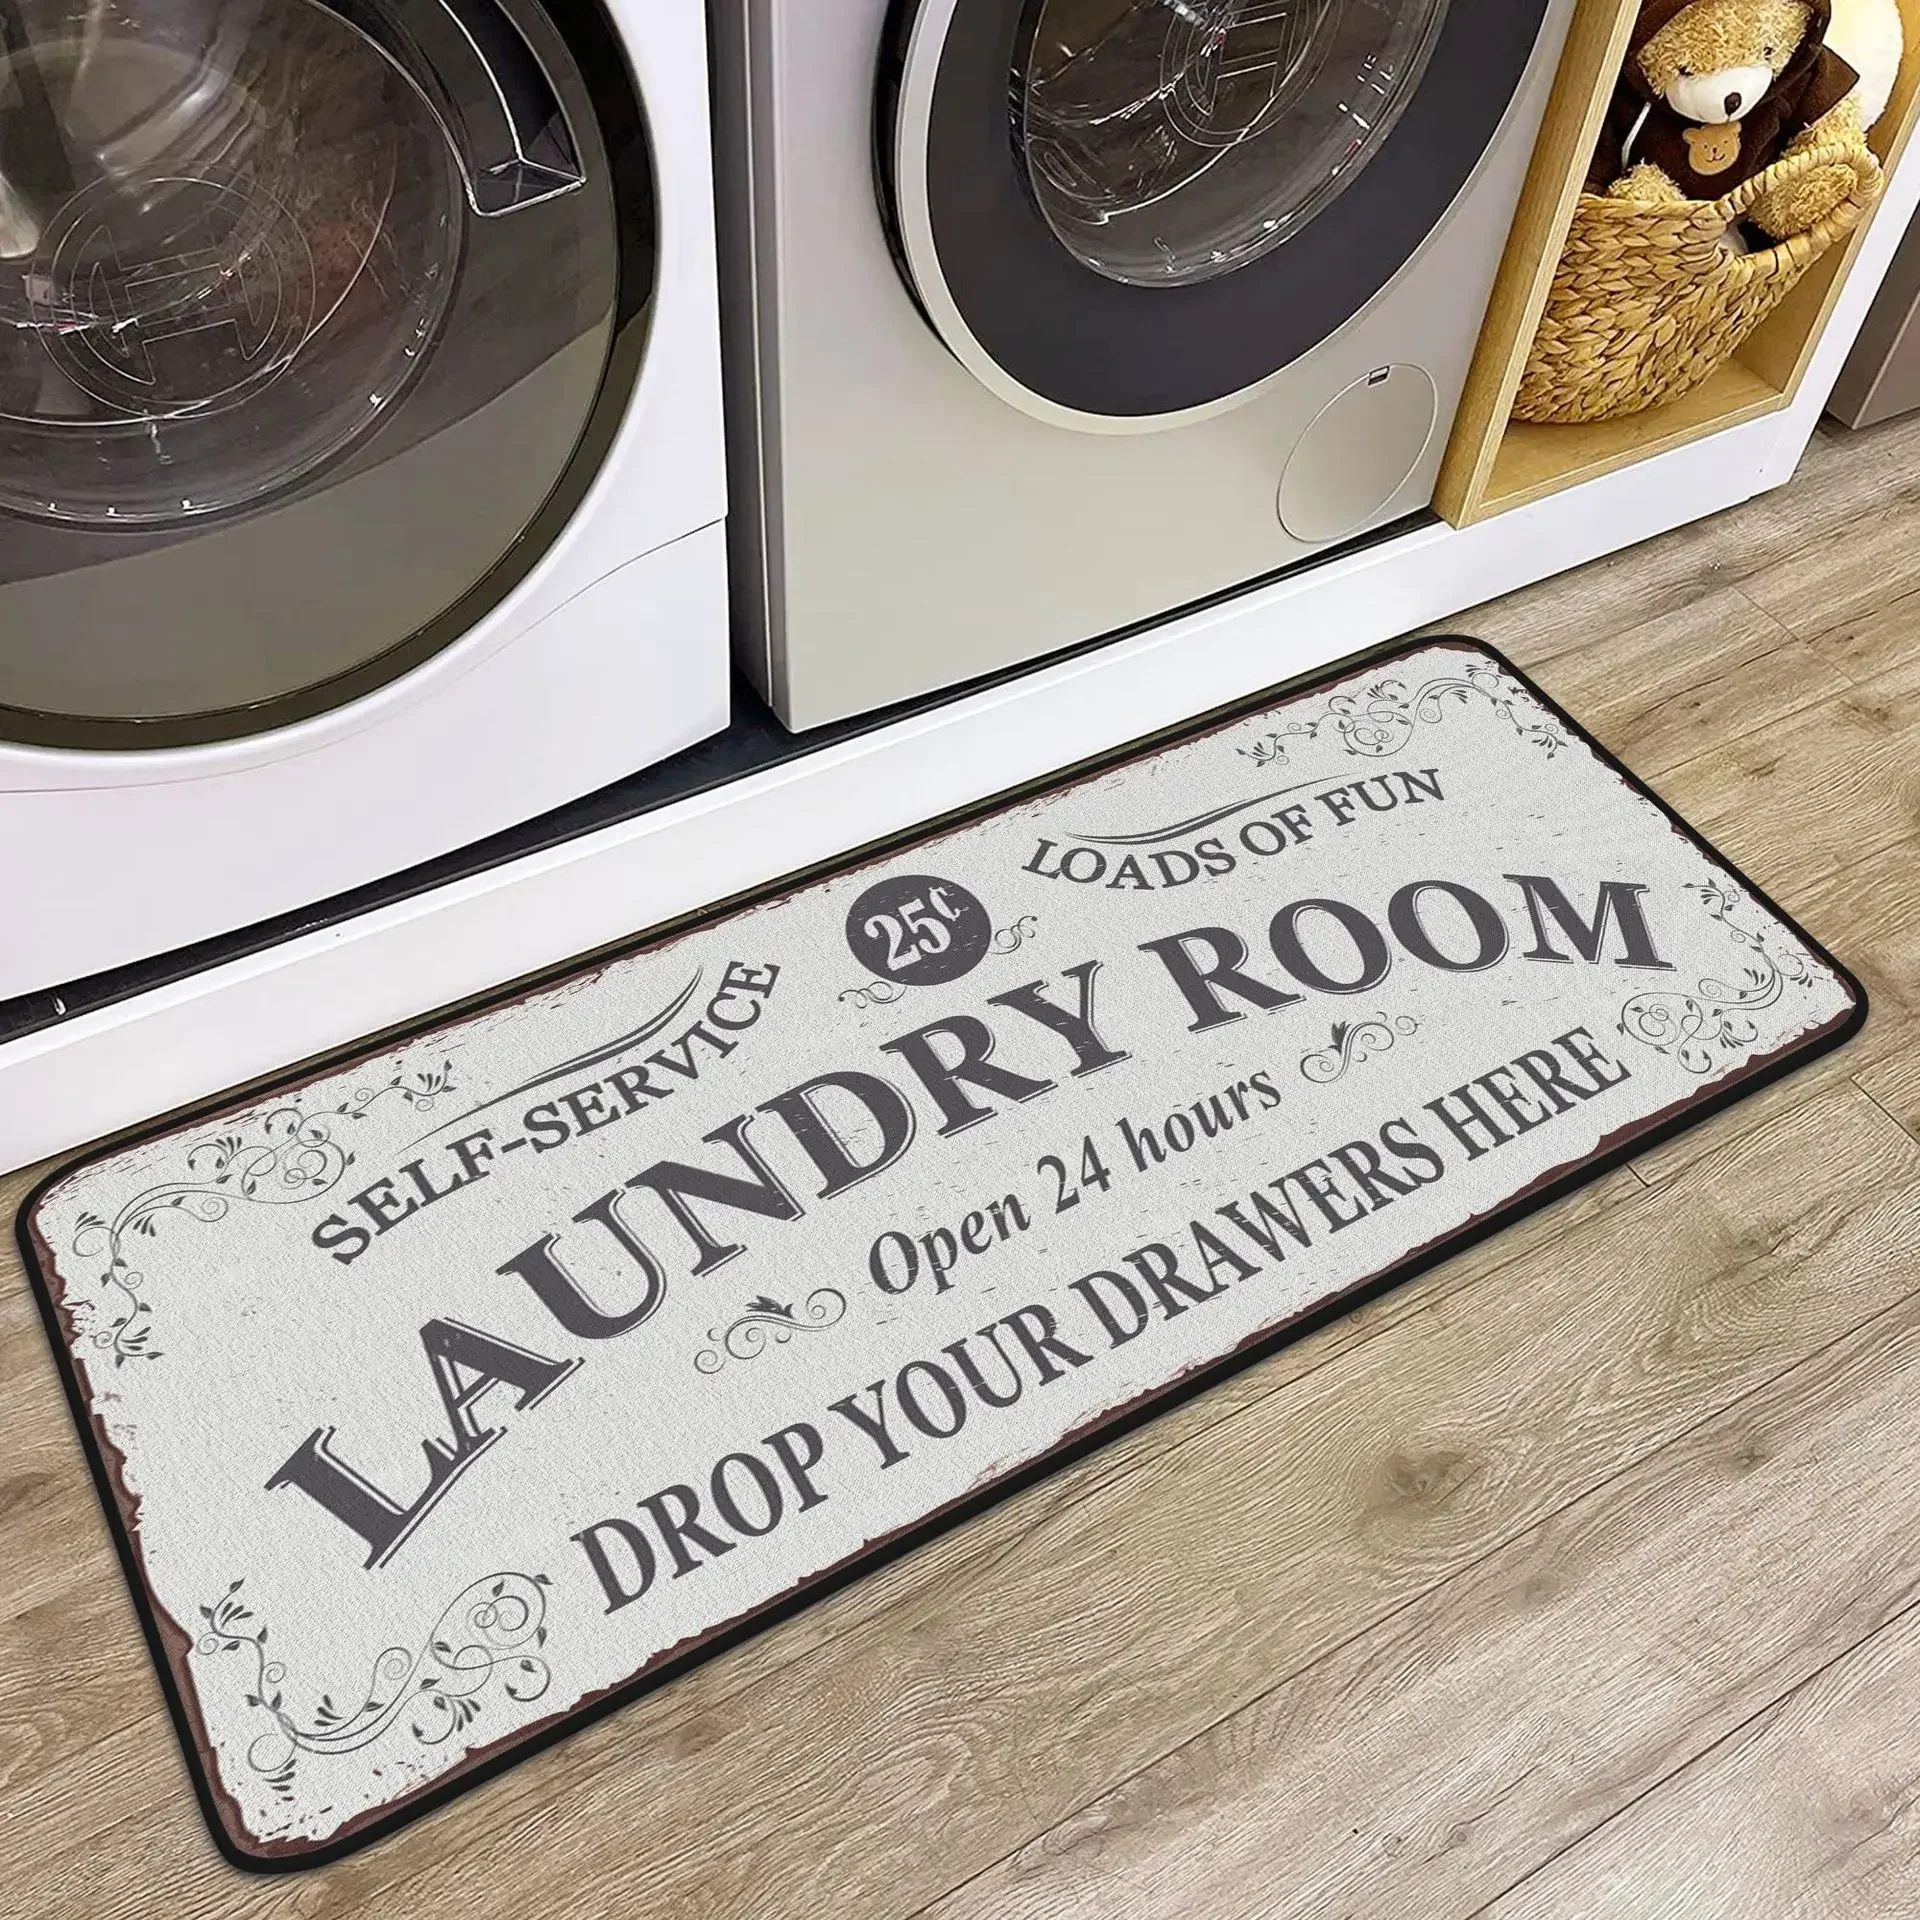 SELF-SERVICE 25¢ LOADS OF FUN
LAUNDRY ROOM
Open 24 hours
DROP YOUR DRAWERS HERE